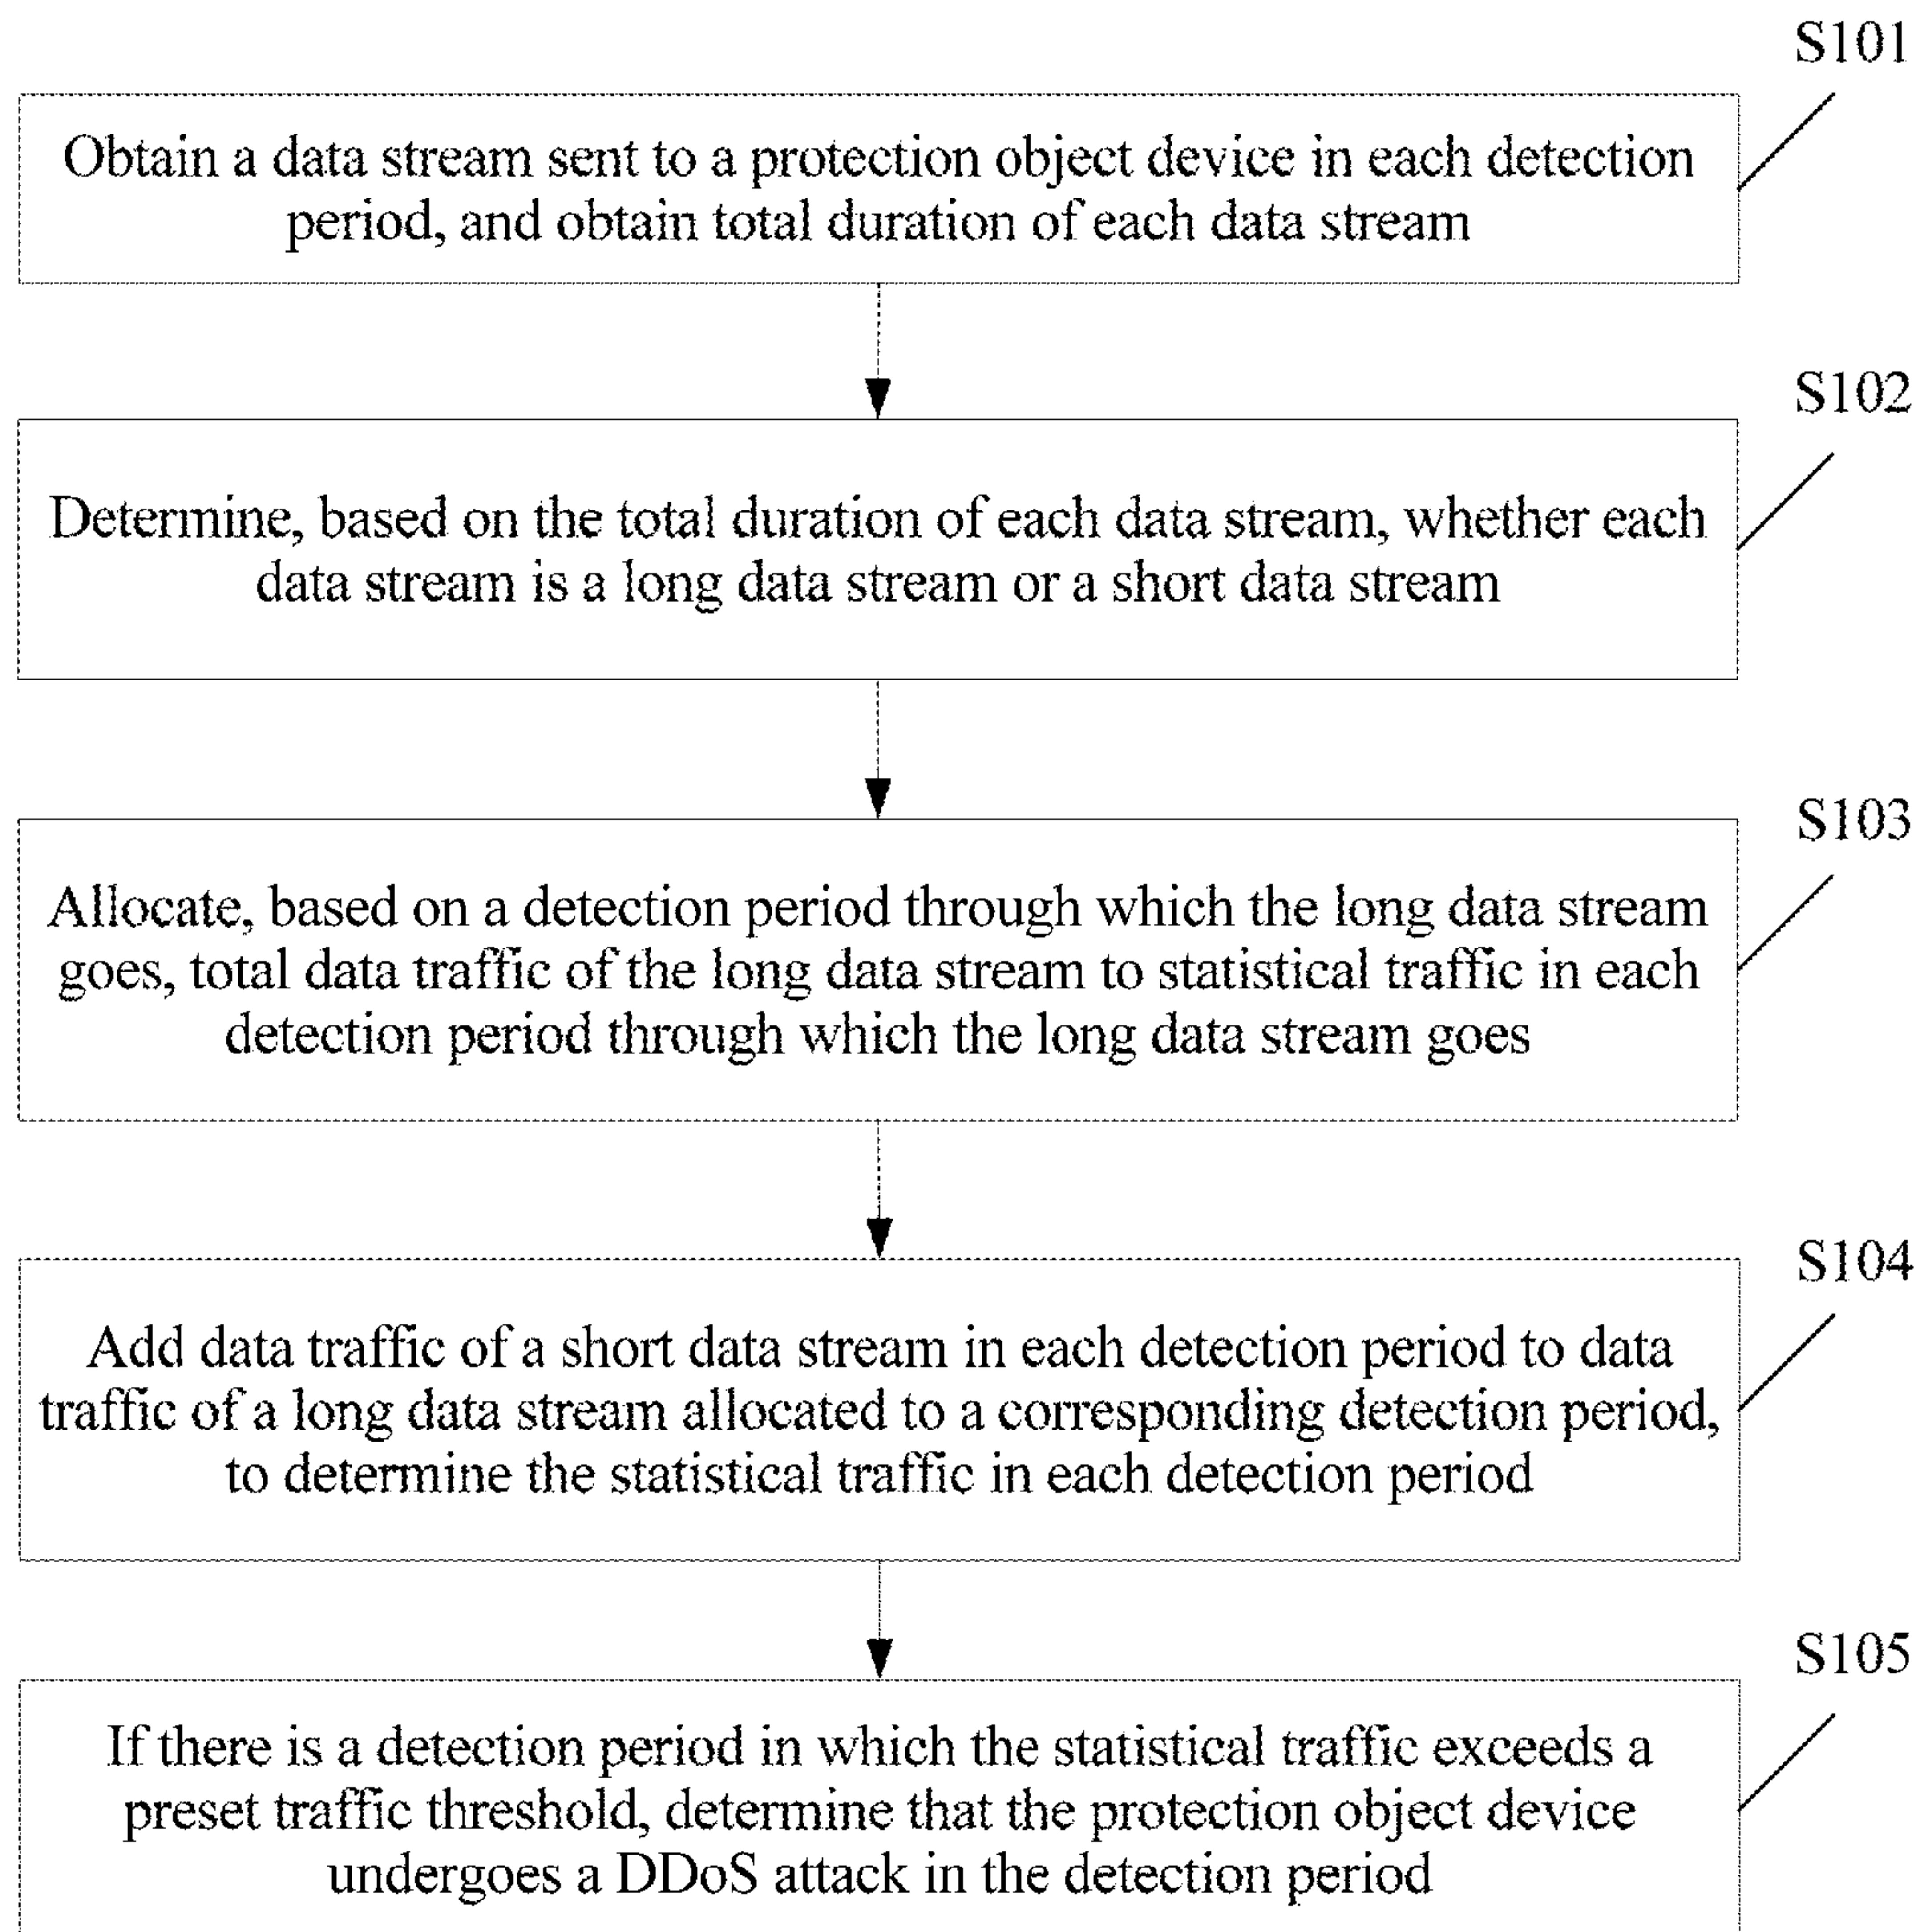 S101
Obtain a data stream sent to a protection object device in each detection
period, and obtain total duration of each data stream
S102
Determine, based on the total duration of each data stream, whether each
data stream is a long data stream or a short data stream
S103
Allocate, based on a detection period through which the long data stream
goes, total data traffic of the long data stream to statistical traffic in each
detection period through which the long data stream goes
S104
Add data traffic of a short data stream in each detection period to data
traffic of a long data stream allocated to a corresponding detection period,
to determine the statistical traffic in each detection period
S105
If there is a detection period in which the statistical traffic exceeds a
preset traffic threshold, determine that the protection object device
undergoes a DDoS attack in the detection period